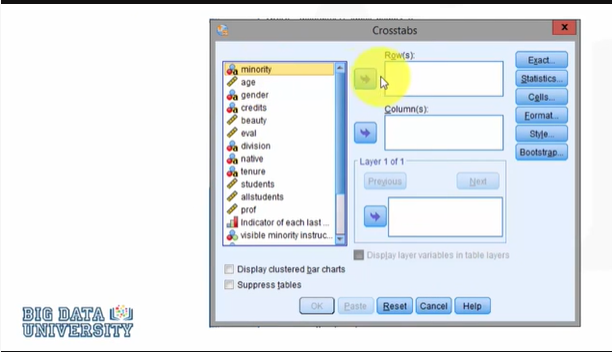 Crosstabs
x
minority
age
gender
credits
beauty
eval
division
native
tenure
students
allstudents
prof
Indicator of each last ...
visible minority instruc...
Row(s):
Column(s):
Layer 1 of 1
Previous
Next
Display layer variables in table layers
Exact...
Statistics...
Cells...
Format...
Style...
Bootstrap...
Display clustered bar charts
Suppress tables
OK
Paste
Reset
Cancel
Help
BIG DATA
UNIVERSITY